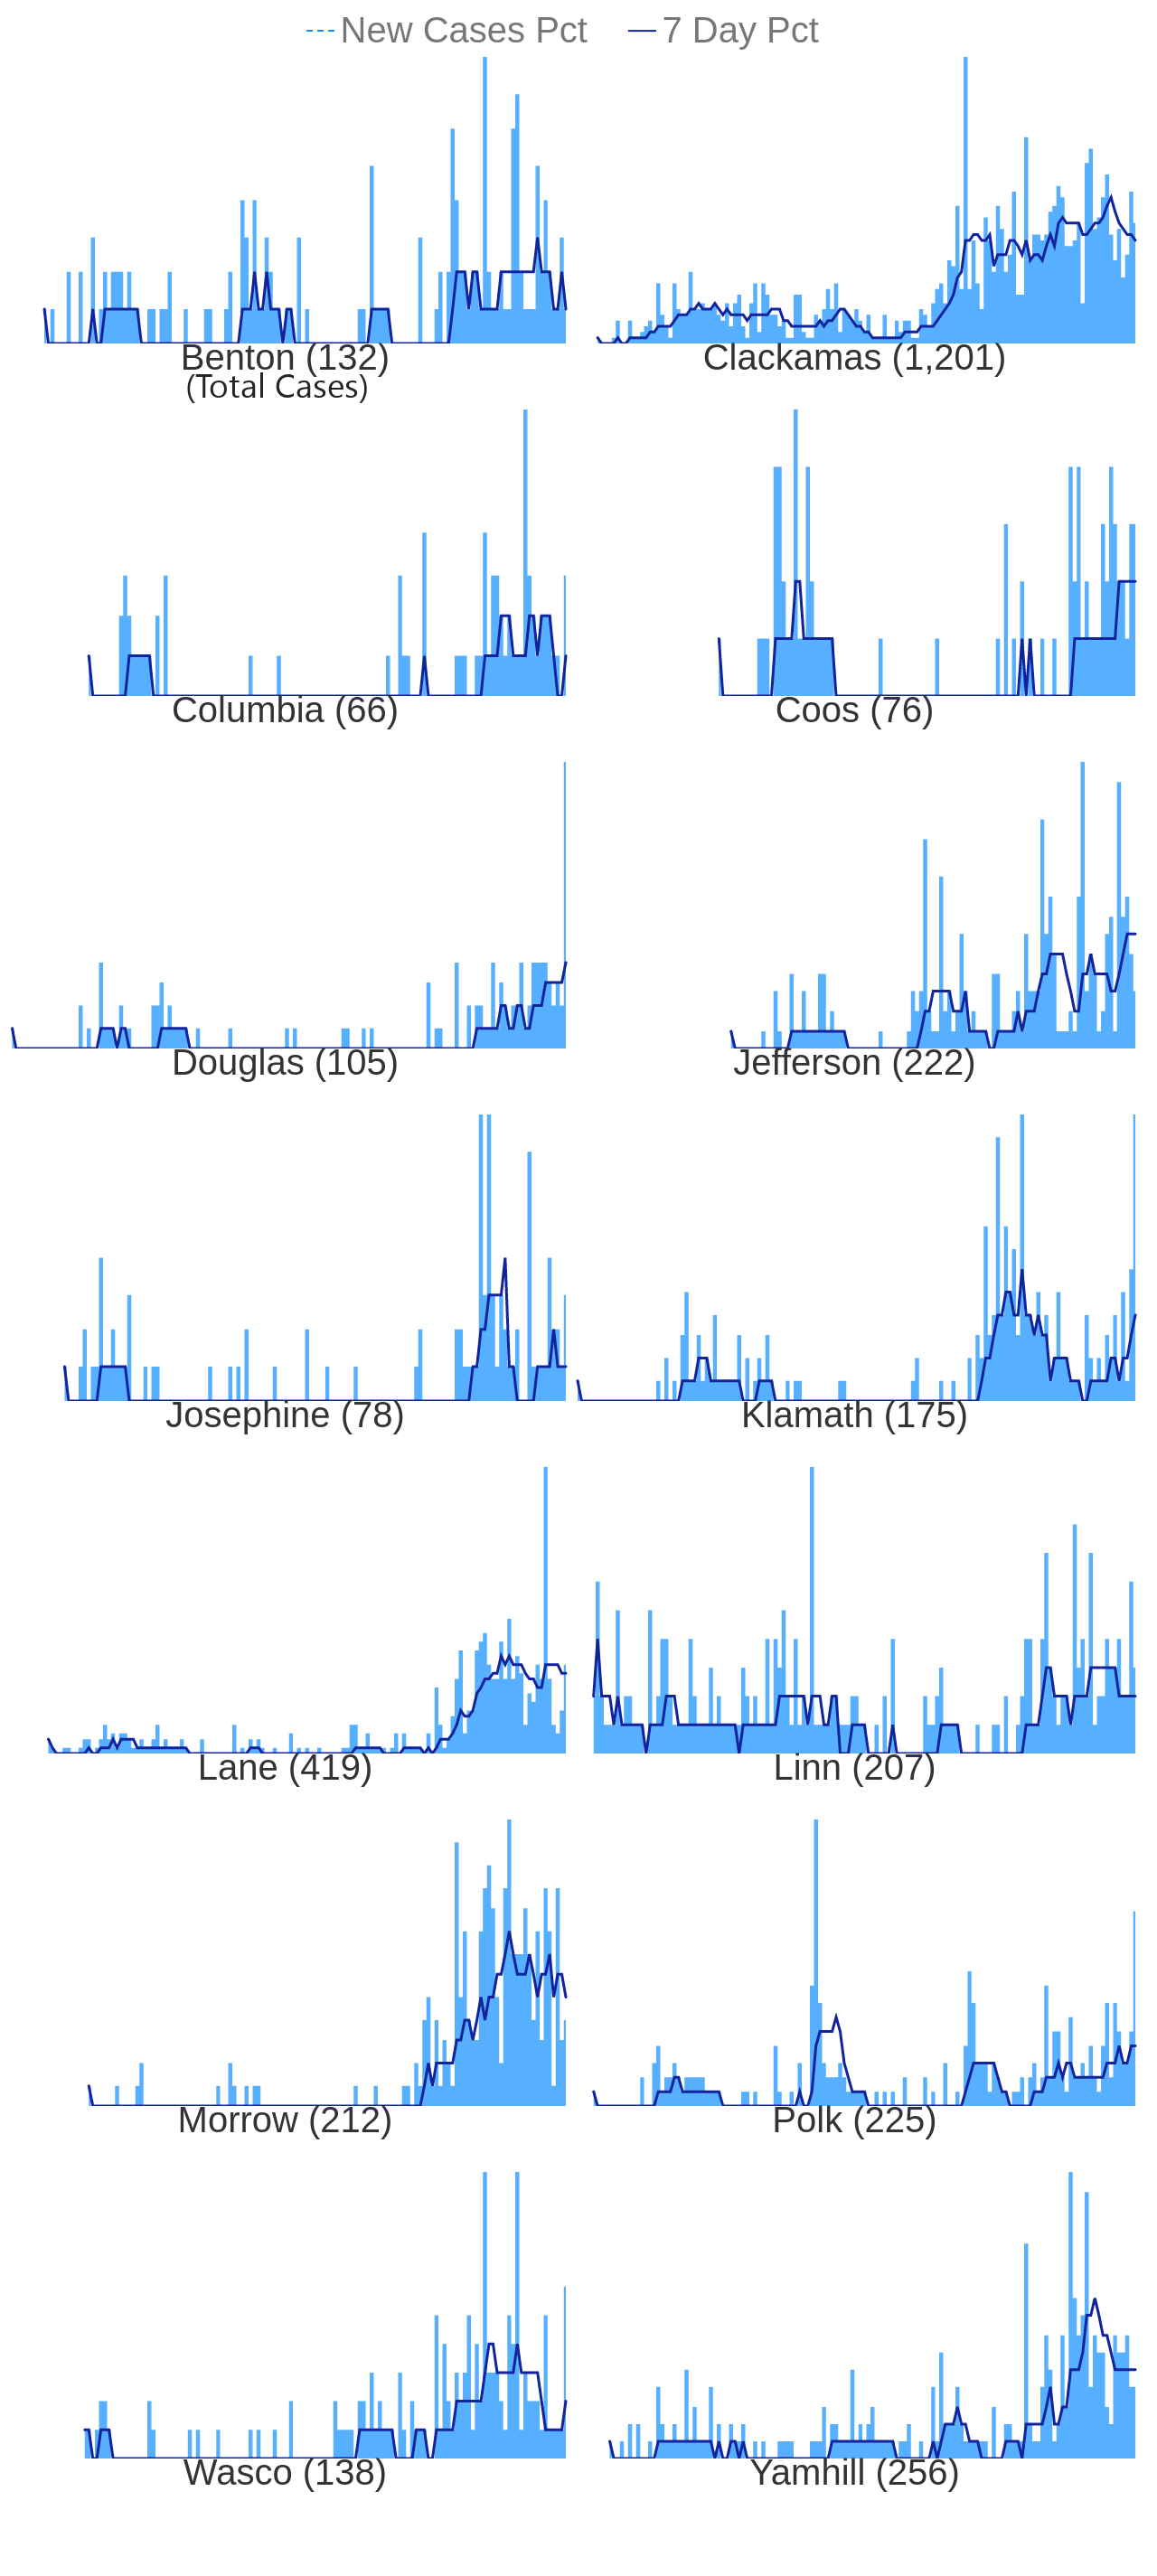 New Cases Pct 7 Day Pct
Benton (132) Clackamas (1,201)
(Total Cases)
Columbia (66) Coos (76)
Douglas (105) Jefferson (222)
Josephine (78) Klamath (175)
Lane (419) Linn (207)
Morrow (212) Polk (225)
Wasco (138) Yamhill (256)